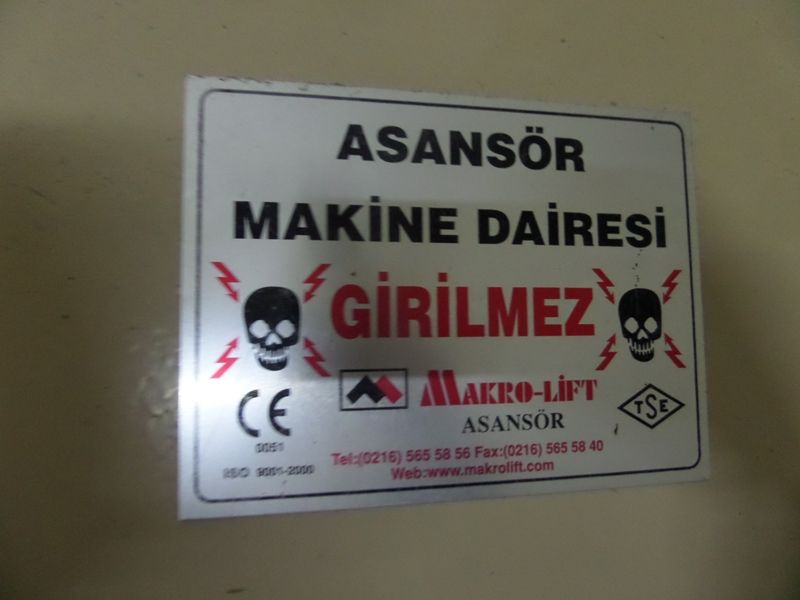 ASANSÖR
MAKİNE DAİRESİ
GİRİLMEZ
MAKRO-LİFT
ASANSÖR
CE
0051
ISO 9001-2000
TSE
Tel:(0216) 565 58 56 Fax:(0216) 565 58 40
Web:www.makrolift.com